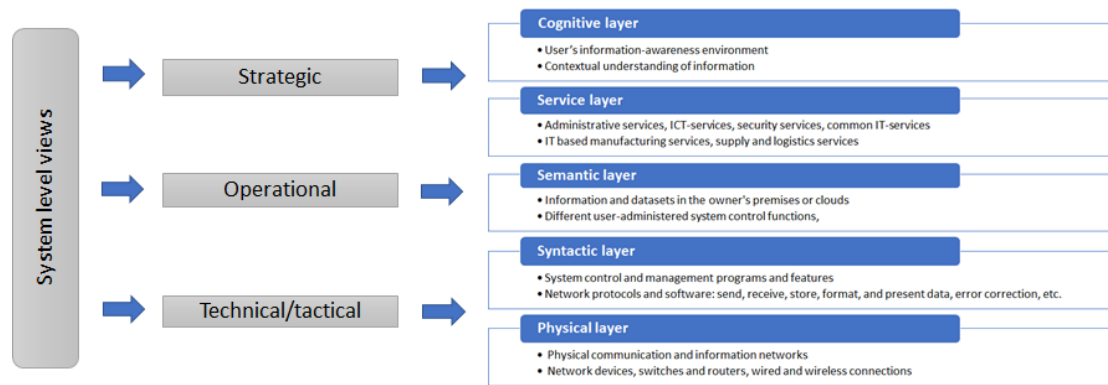 System level views
Strategic
Operational
Technical/tactical
Cognitive layer
• User's information-awareness environment
• Contextual understanding of information
Service layer
• Administrative services, ICT-services, security services, common IT-services
• IT based manufacturing services, supply and logistics services
Semantic layer
• Information and datasets in the owner's premises or clouds
• Different user-administered system control functions,
Syntactic layer
• System control and management programs and features
• Network protocols and software: send, receive, store, format, and present data, error correction, etc.
Physical layer
• Physical communication and information networks
• Network devices, switches and routers, wired and wireless connections